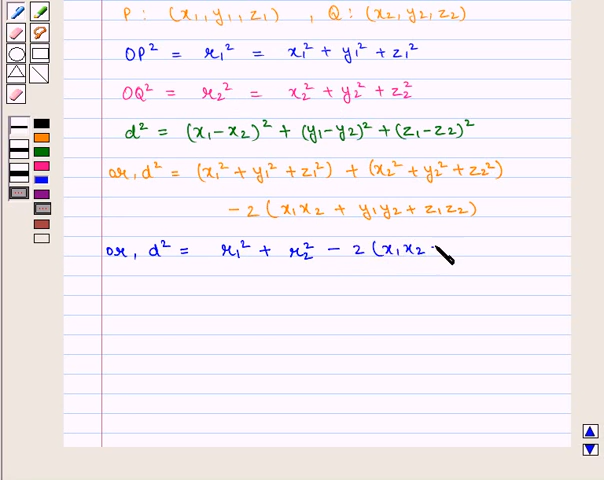 P : (x₁, y₁, z₁) , Q : (x₂, y₂, z₂)
OP² = r₁² = x₁² + y₁² + z₁²
OQ² = r₂² = x₂² + y₂² + z₂²
d² = (x₁ - x₂)² + (y₁ - y₂)² + (z₁ - z₂)²
or, d² = (x₁² + y₁² + z₁²) + (x₂² + y₂² + z₂²)
- 2 (x₁x₂ + y₁y₂ + z₁z₂)
or, d² = r₁² + r₂² - 2 (x₁x₂